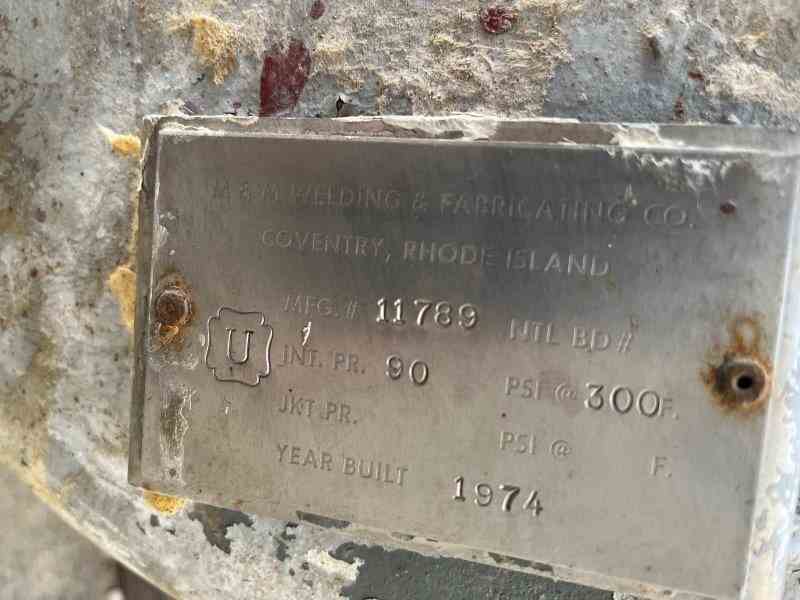 M & M WELDING & FABRICATING CO.
COVENTRY, RHODE ISLAND
MFG. # 11789 NTL BD #
U
INT. PR. 90 PSI @ 300 F.
JKT PR. PSI @ F.
YEAR BUILT 1974